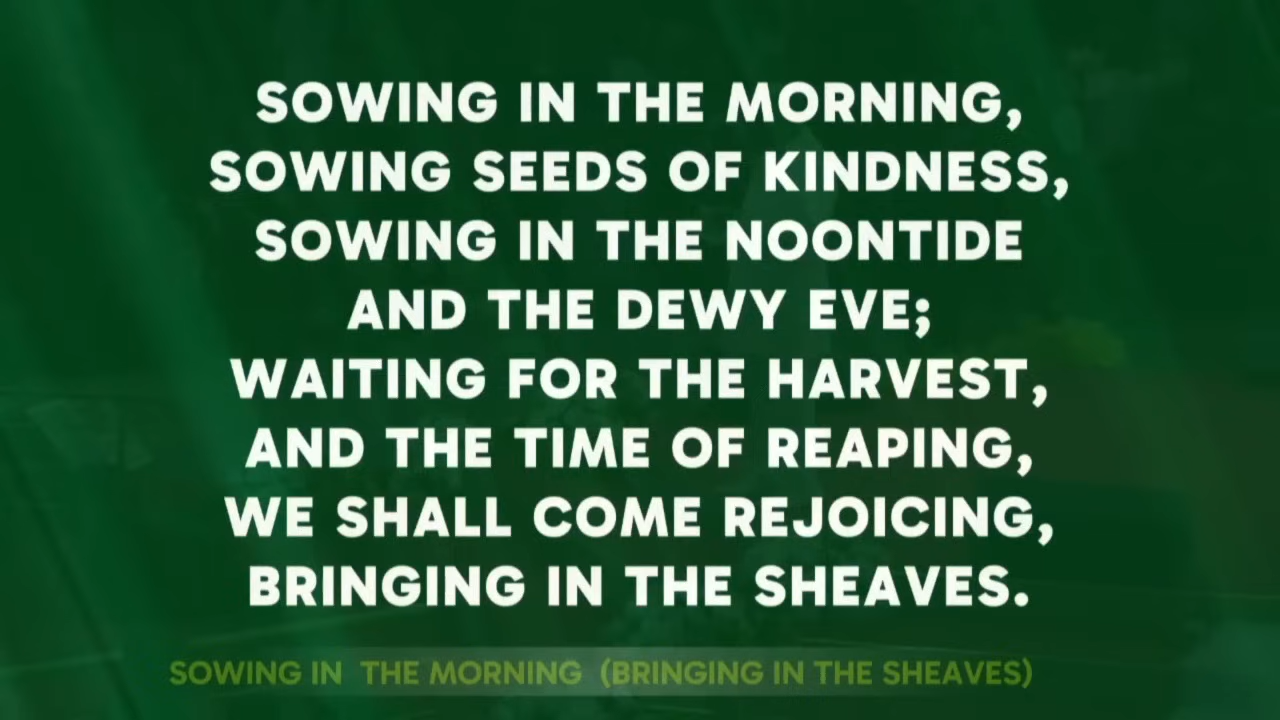 SOWING IN THE MORNING,
SOWING SEEDS OF KINDNESS,
SOWING IN THE NOONTIDE
AND THE DEWY EVE;
WAITING FOR THE HARVEST,
AND THE TIME OF REAPING,
WE SHALL COME REJOICING,
BRINGING IN THE SHEAVES.
SOWING IN THE MORNING (BRINGING IN THE SHEAVES)